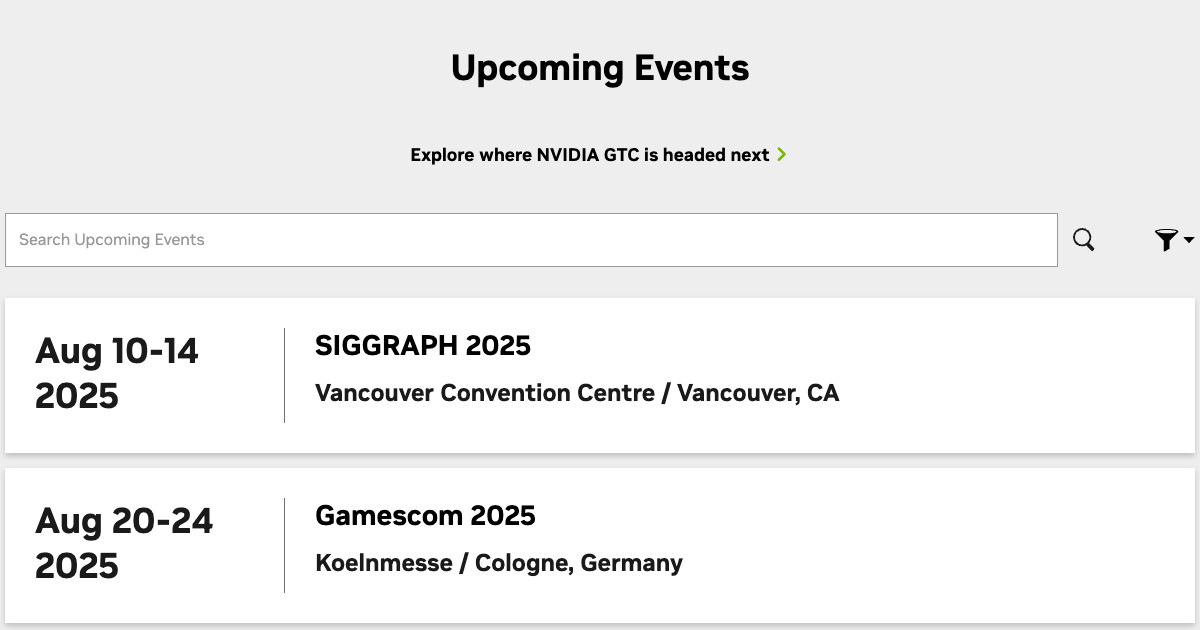 Upcoming Events
Explore where NVIDIA GTC is headed next
Search Upcoming Events
Aug 10-14
2025
SIGGRAPH 2025
Vancouver Convention Centre / Vancouver, CA
Aug 20-24
2025
Gamescom 2025
Koelnmesse / Cologne, Germany